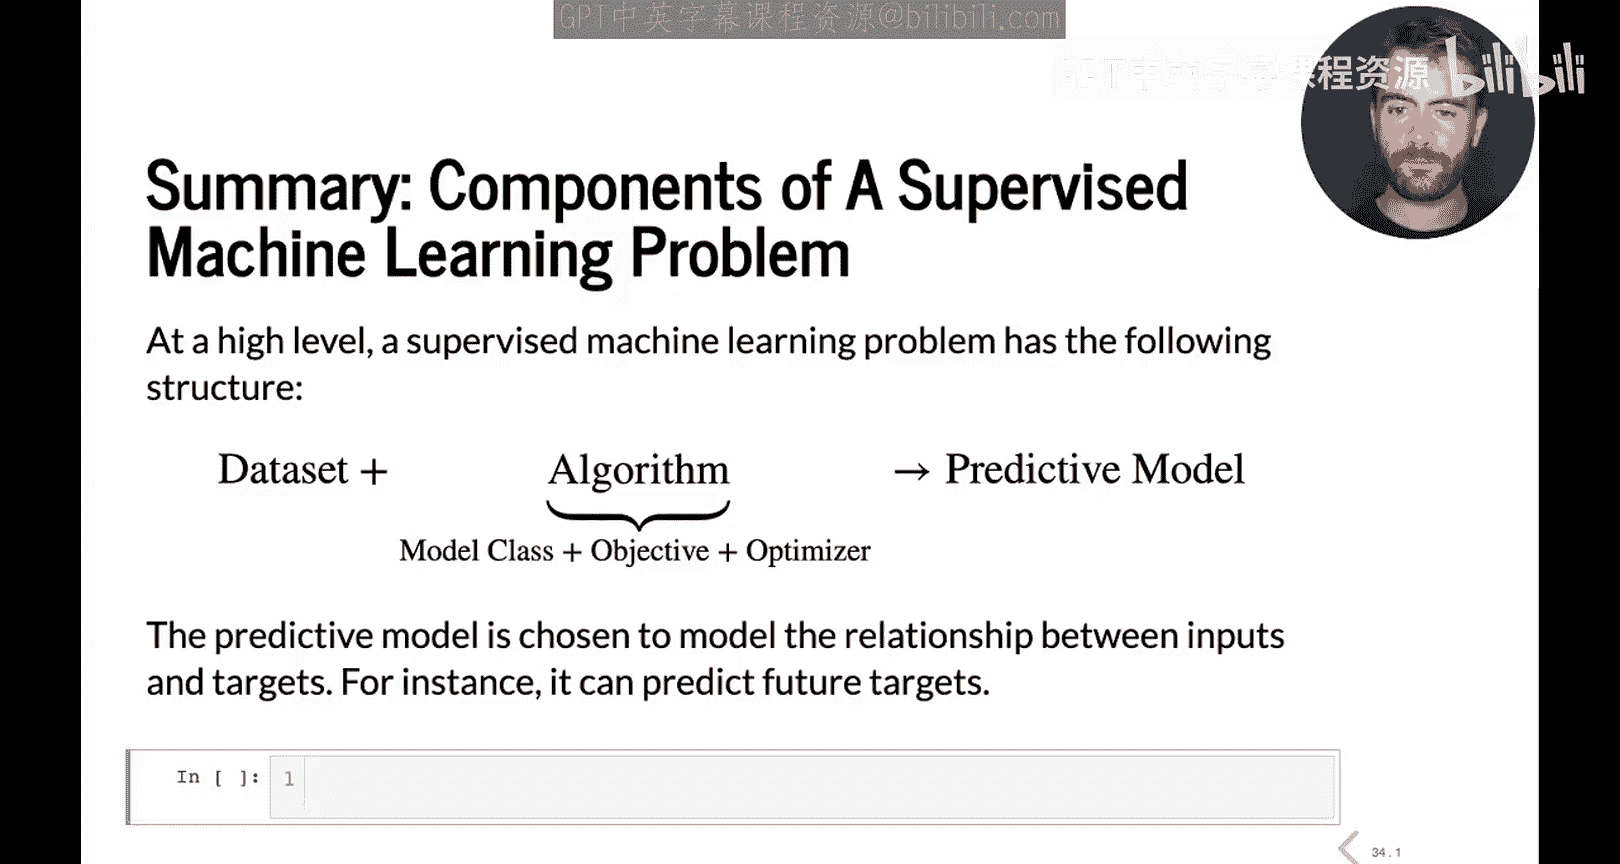 GPT中英字幕课程资源@bilibili.com
课程资源 bilibili
Summary: Components of A Supervised
Machine Learning Problem
At a high level, a supervised machine learning problem has the following
structure:
Dataset + Algorithm → Predictive Model
Model Class + Objective + Optimizer
The predictive model is chosen to model the relationship between inputs
and targets. For instance, it can predict future targets.
In [ ]: 1
34.1